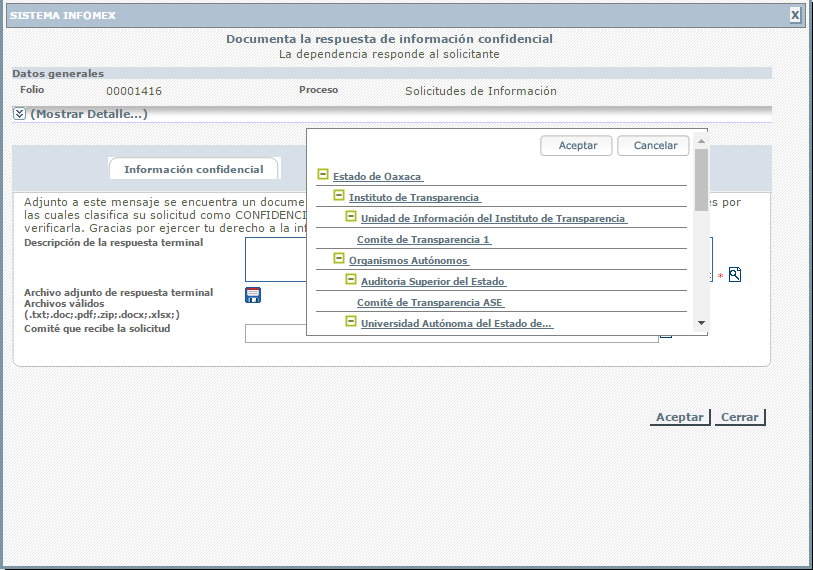 SISTEMA INFOMEX
X
Documenta la respuesta de información confidencial
La dependencia responde al solicitante
Datos generales
Folio 00001416 Proceso Solicitudes de Información
(Mostrar Detalle...)
Aceptar Cancelar
Estado de Oaxaca
Instituto de Transparencia
Unidad de Información del Instituto de Transparencia
Comite de Transparencia 1
Organismos Autónomos
Auditoria Superior del Estado
Comité de Transparencia ASE
Universidad Autónoma del Estado de...
Información confidencial
Adjunto a este mensaje se encuentra un docume s por
las cuales clasifica su solicitud como CONFIDENCI
verificarla. Gracias por ejercer tu derecho a la inf
Descripción de la respuesta terminal
*
Archivo adjunto de respuesta terminal
Archivos válidos
(.txt;.doc;.pdf;.zip;.docx;.xlsx;)
Comité que recibe la solicitud
Aceptar Cerrar